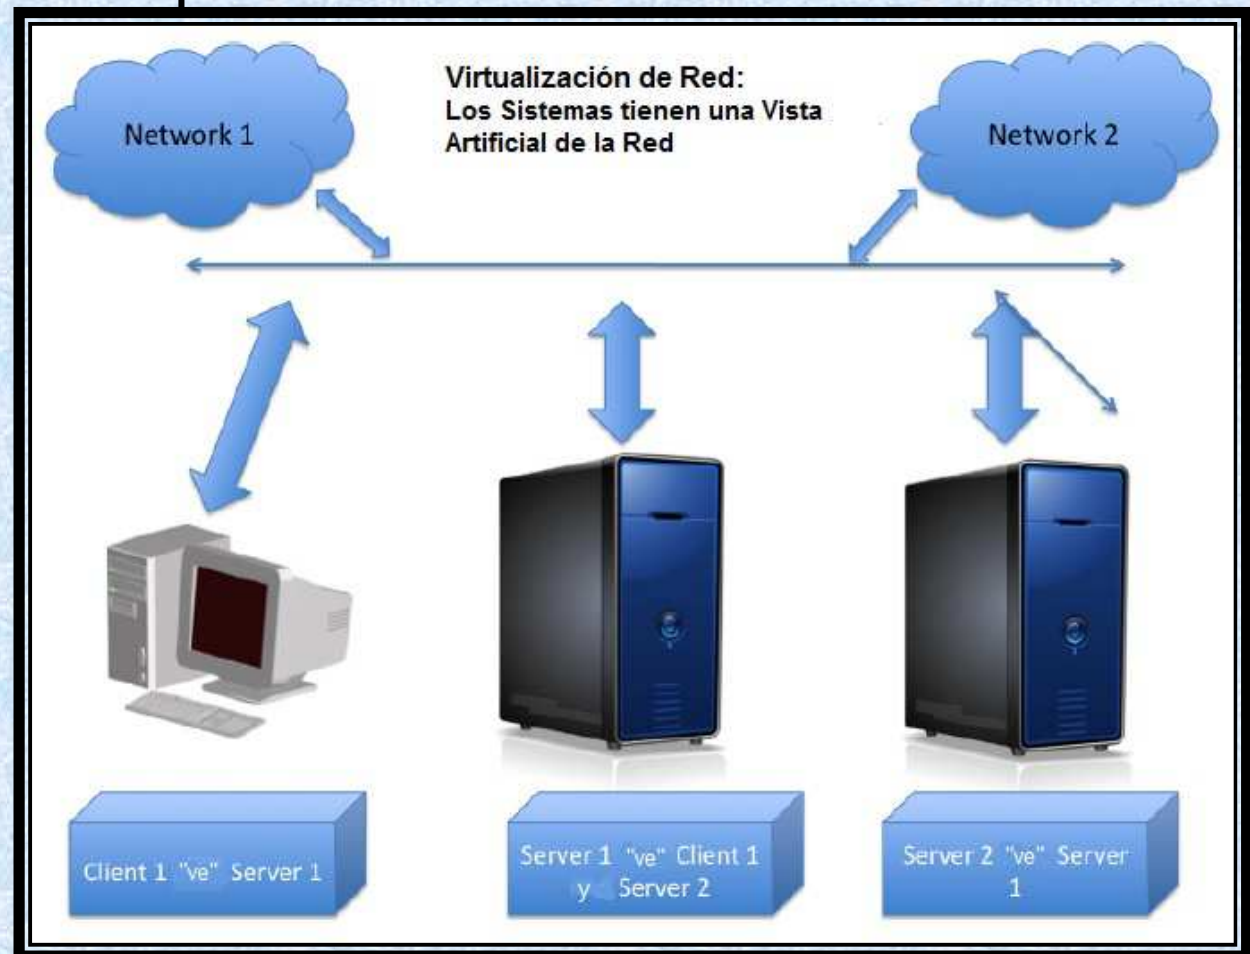 Virtualización de Red:
Los Sistemas tienen una Vista
Artificial de la Red
Network 1
Network 2
Client 1 "ve" Server 1
Server 1 "ve" Client 1
y Server 2
Server 2 "ve" Server
1